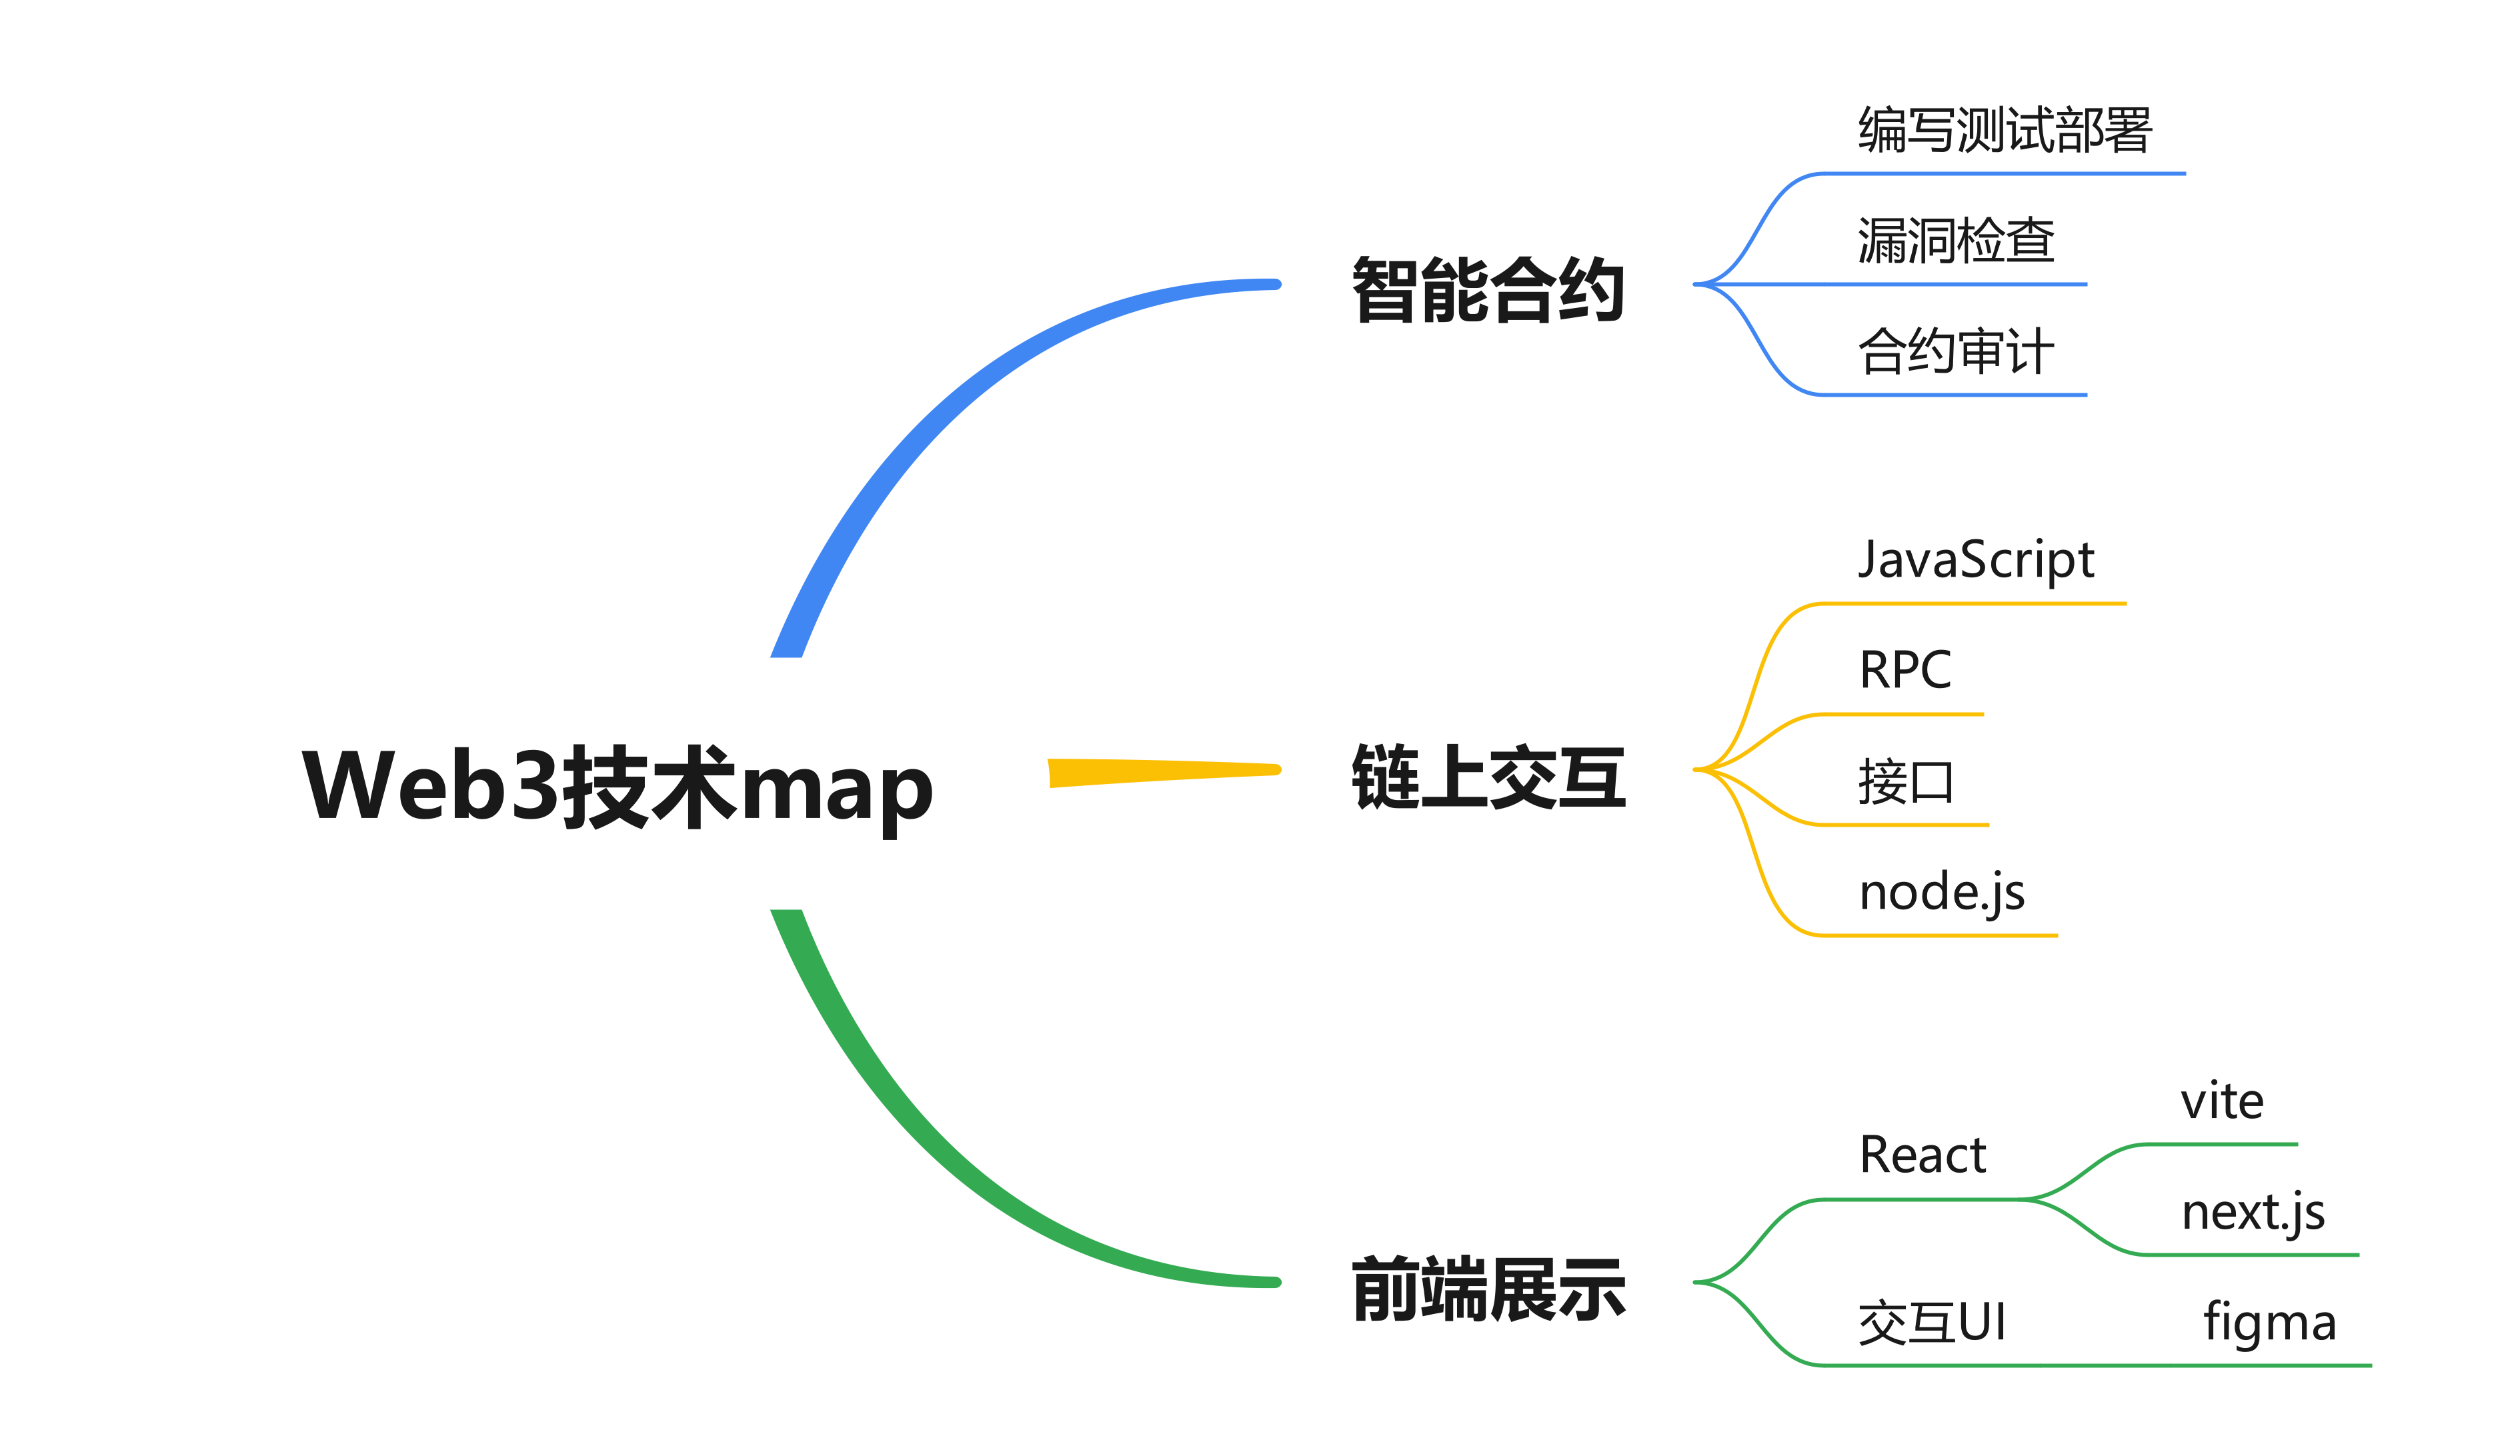 Web3技术map
智能合约
编写测试部署
漏洞检查
合约审计
链上交互
JavaScript
RPC
接口
node.js
前端展示
React
vite
next.js
交互UI
figma